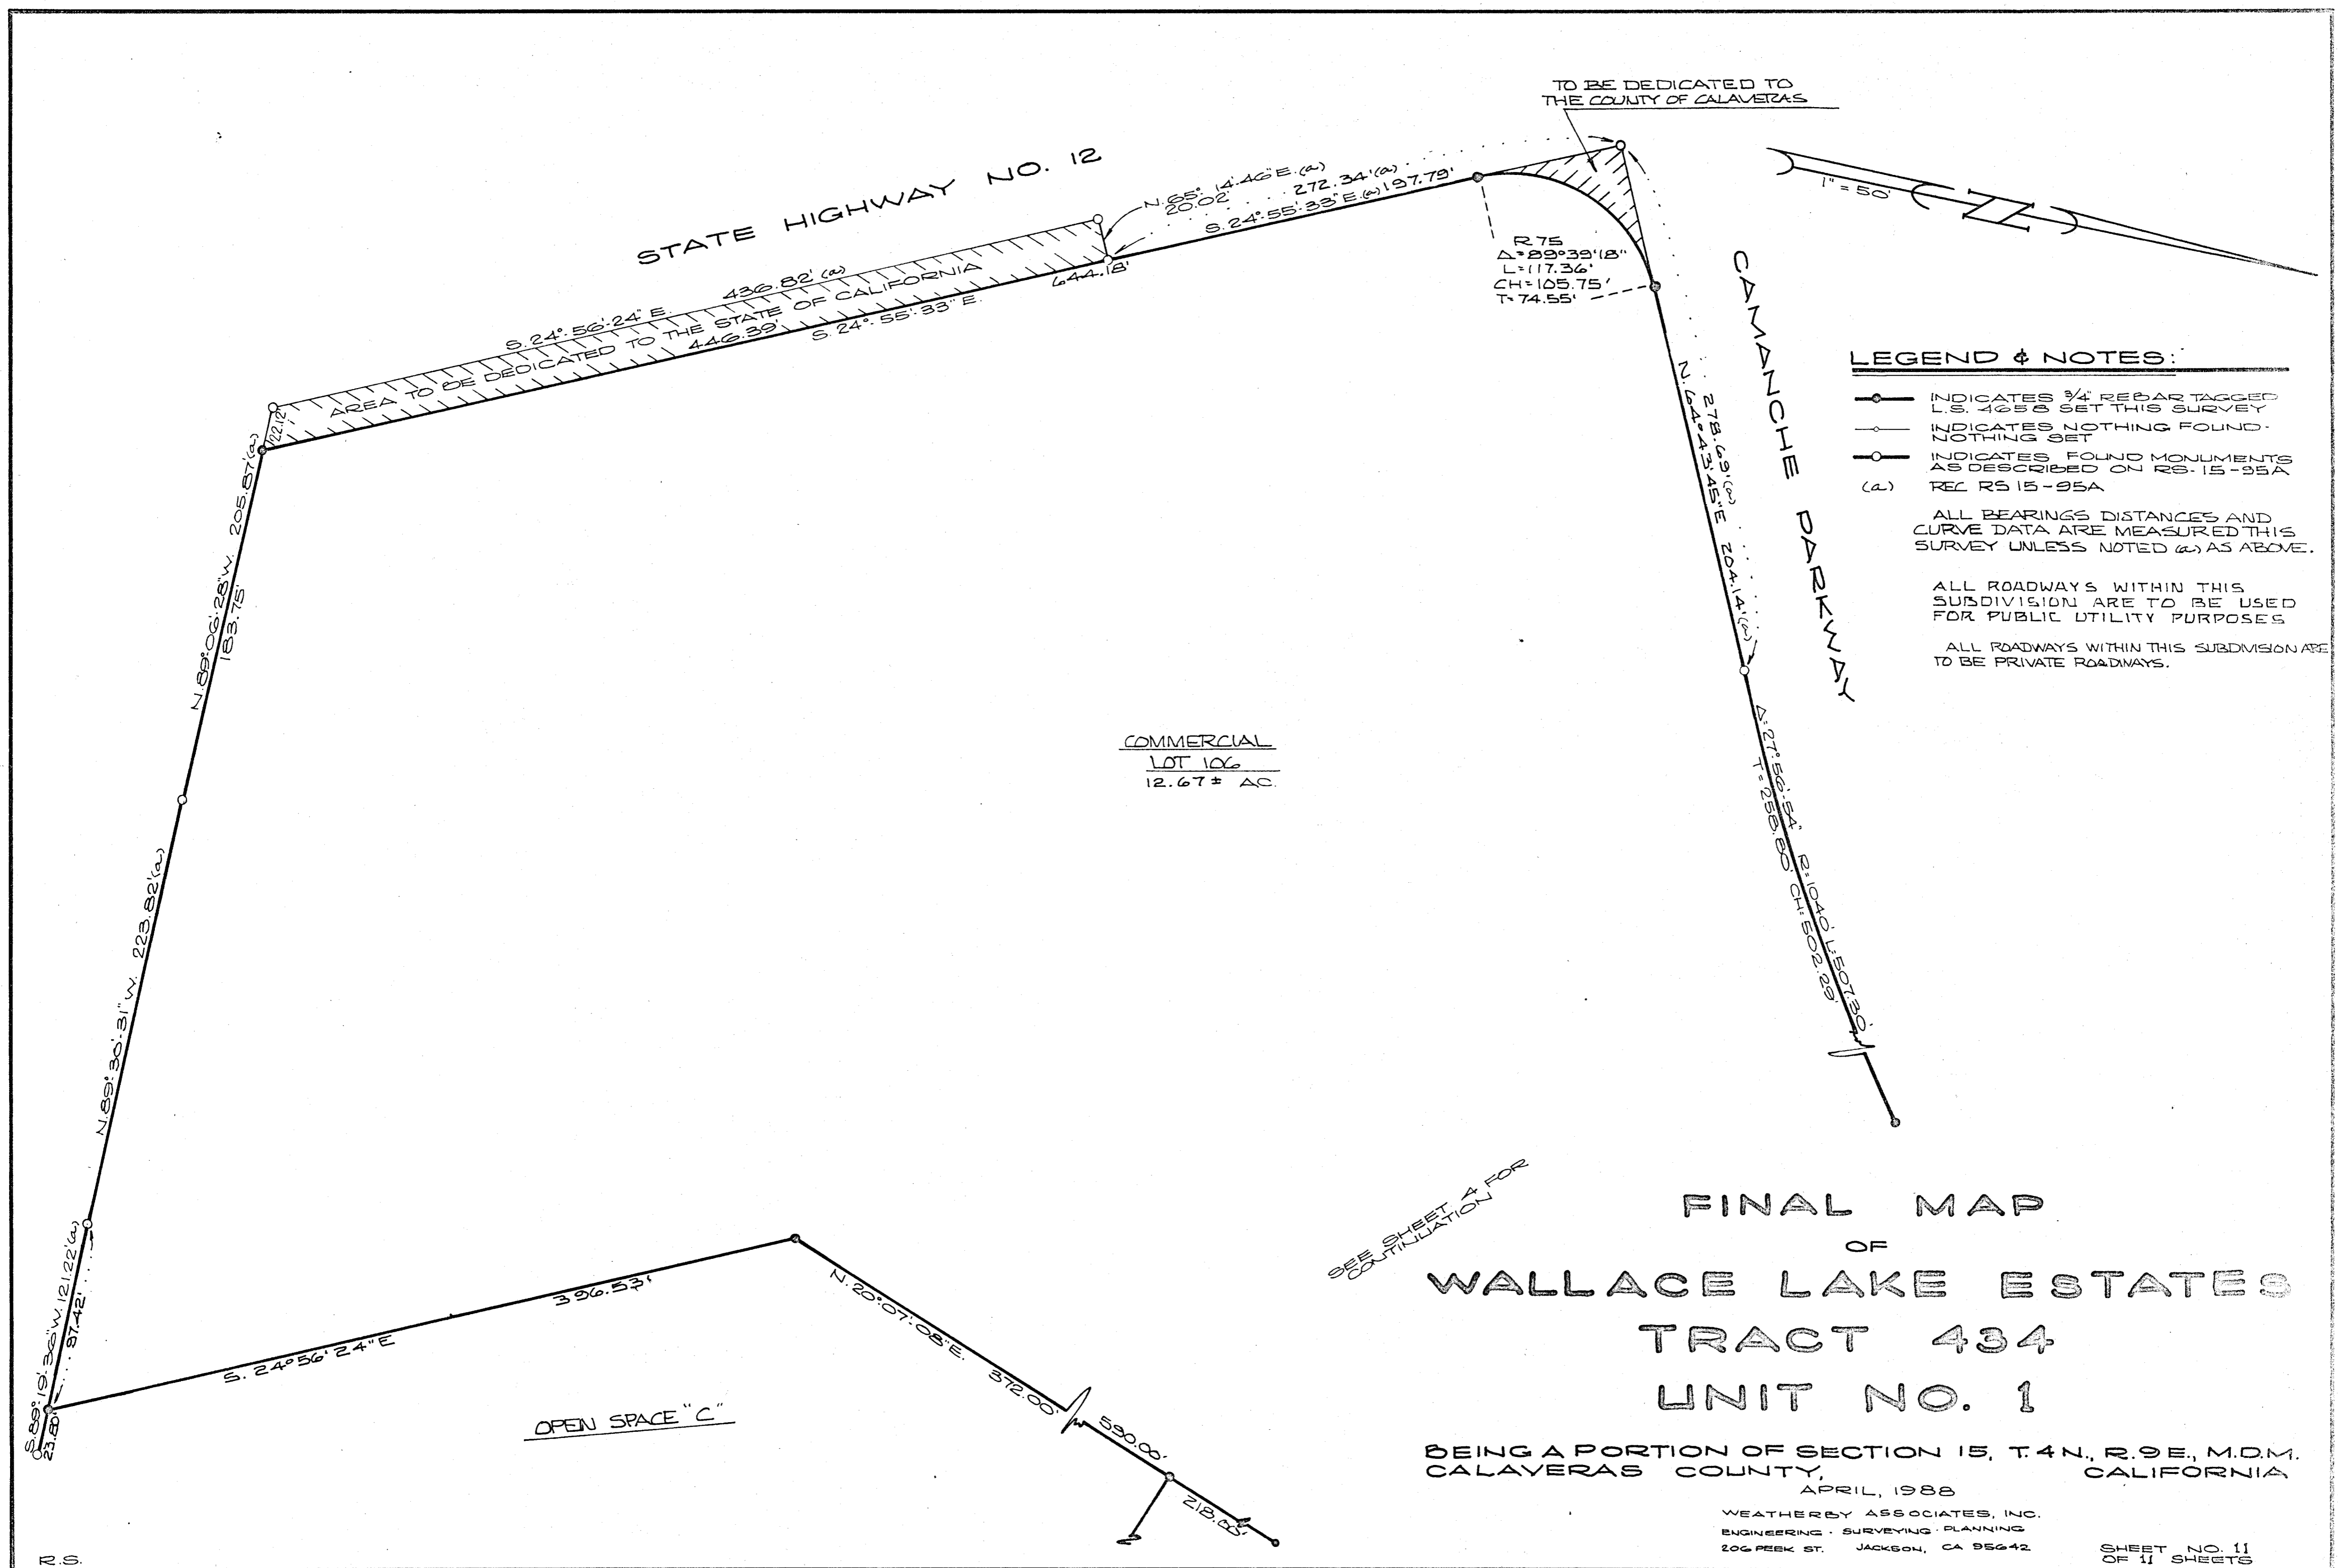 TO BE DEDICATED TO
THE COUNTY OF CALAVERAS
STATE HIGHWAY NO. 12
N. 65° 14' 46" E. (a)
20.02'
272.34' (a)
S. 24° 55' 33" E. (a) 197.79'
1" = 50'
436.82' (a)
S. 24° 56' 24" E.
AREA TO BE DEDICATED TO THE STATE OF CALIFORNIA
446.39'
S. 24° 55' 33" E.
644.18'
22.12'
R 75
Δ=89°39'18"
L=117.36'
CH=105.75'
T=74.55'
CAMANCHE PARKWAY
278.69' (a)
N. 64° 43' 45" E 204.14' (a)
LEGEND & NOTES:
INDICATES 3/4" REBAR TAGGED
L.S. 4658 SET THIS SURVEY
INDICATES NOTHING FOUND-
NOTHING SET
INDICATES FOUND MONUMENTS
AS DESCRIBED ON RS-15-95A
(a) REC RS 15-95A
ALL BEARINGS DISTANCES AND
CURVE DATA ARE MEASURED THIS
SURVEY UNLESS NOTED (a) AS ABOVE.
ALL ROADWAYS WITHIN THIS
SUBDIVISION ARE TO BE USED
FOR PUBLIC UTILITY PURPOSES
ALL ROADWAYS WITHIN THIS SUBDIVISION ARE
TO BE PRIVATE ROADWAYS.
N. 89° 06' 28" W. 205.87' (a)
183.75'
COMMERCIAL
LOT 106
12.67± AC.
Δ=27° 56' 54" R=1040' L=507.30'
T=258.80' CH=502.29'
N. 89° 30' 31" W. 223.82' (a)
S. 89° 19' 36" W. 121.22' (a)
97.42'
23.80'
S. 24° 56' 24" E
396.53'
N. 20° 07' 08" E.
372.00'
590.00'
218.00'
OPEN SPACE "C"
SEE SHEET 4 FOR
CONTINUATION
FINAL MAP
OF
WALLACE LAKE ESTATES
TRACT 434
UNIT NO. 1
BEING A PORTION OF SECTION 15, T. 4 N., R. 9 E., M.D.M.
CALAVERAS COUNTY, CALIFORNIA
APRIL, 1988
WEATHERBY ASSOCIATES, INC.
ENGINEERING · SURVEYING · PLANNING
206 PEEK ST. JACKSON, CA 95642
SHEET NO. 11
OF 11 SHEETS
R.S.